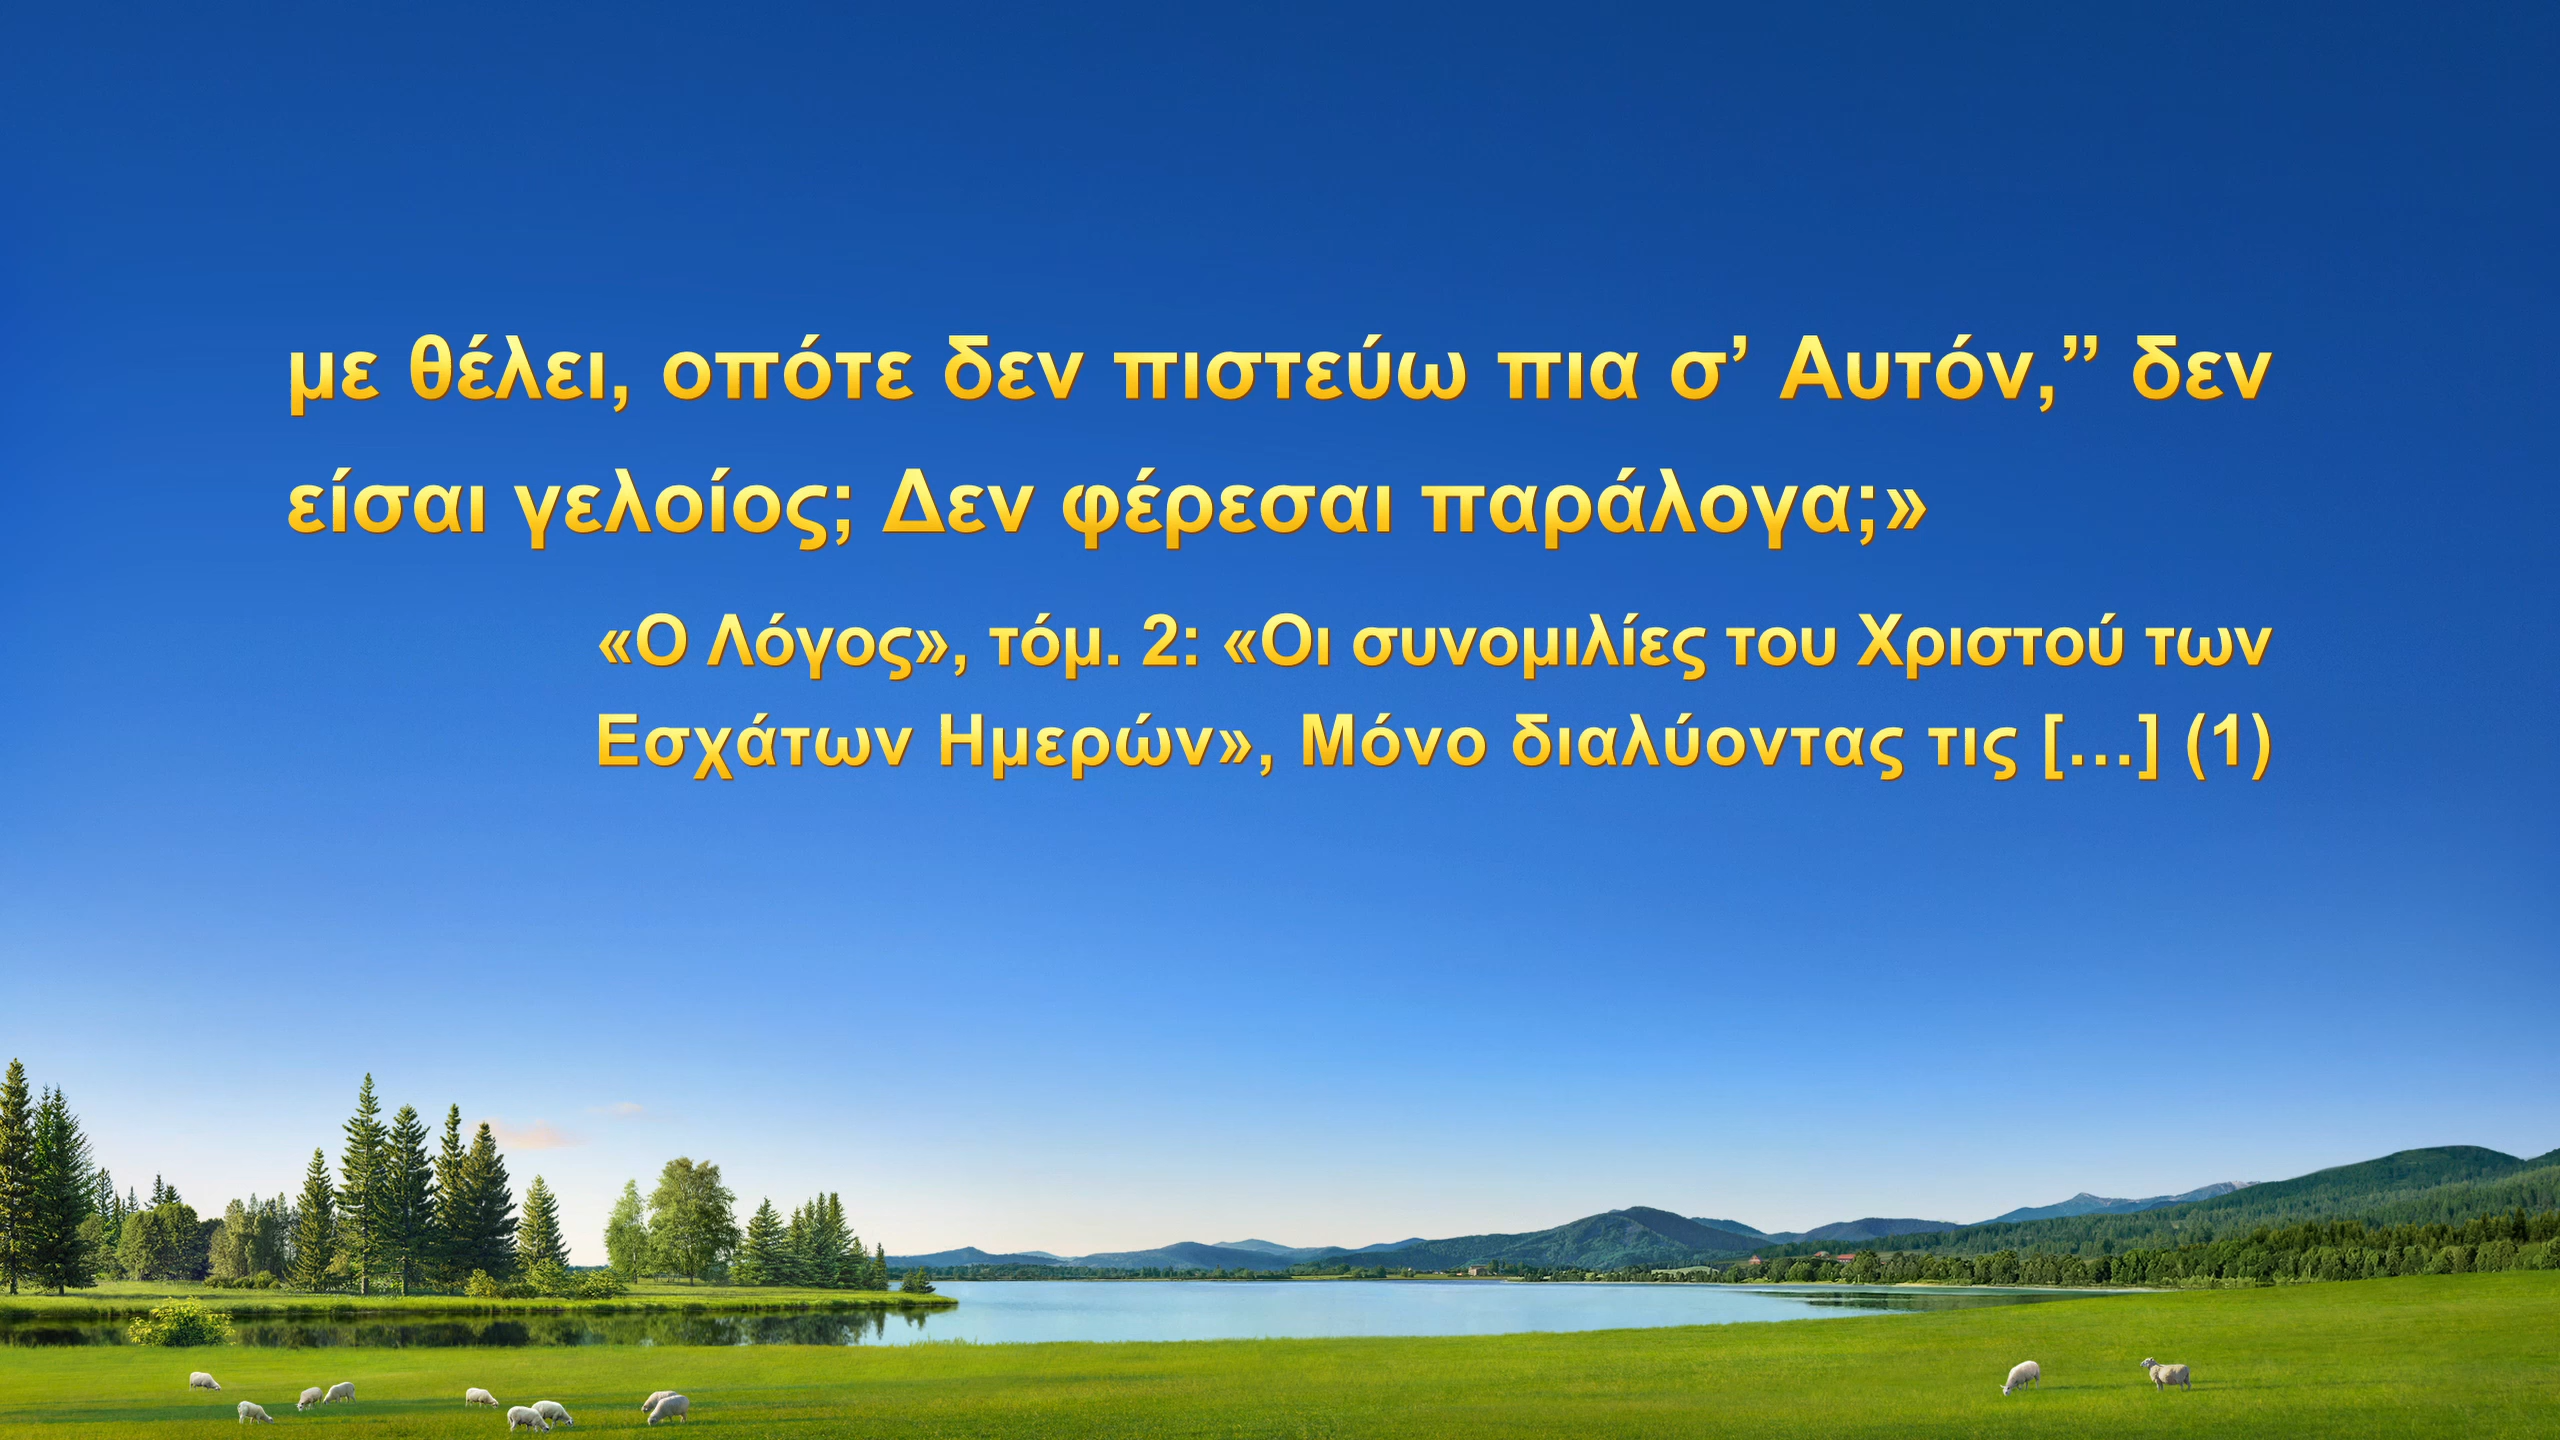 με θέλει, οπότε δεν πιστεύω πια σ’ Αυτόν,” δεν
είσαι γελοίος; Δεν φέρεσαι παράλογα;»
«Ο Λόγος», τόμ. 2: «Οι συνομιλίες του Χριστού των
Εσχάτων Ημερών», Μόνο διαλύοντας τις […] (1)